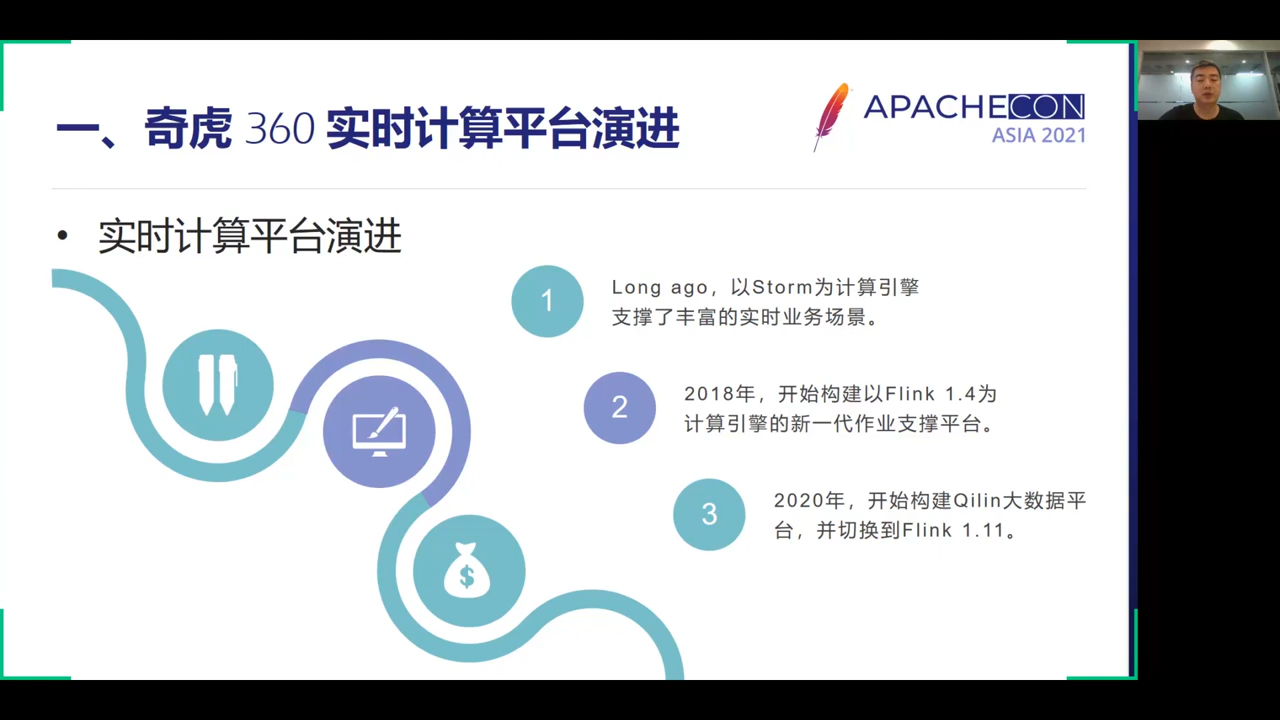 一、奇虎 360 实时计算平台演进
APACHECON
ASIA 2021
• 实时计算平台演进
1
Long ago，以Storm为计算引擎
支撑了丰富的实时业务场景。
2
2018年，开始构建以Flink 1.4为
计算引擎的新一代作业支撑平台。
3
2020年，开始构建Qilin大数据平
台，并切换到Flink 1.11。
$